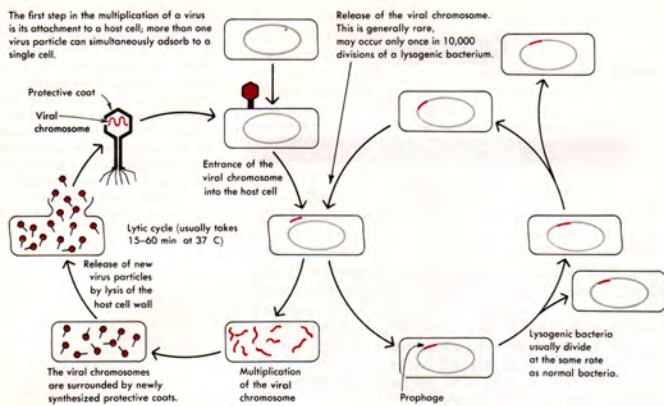 The first step in the multiplication of a virus
is its attachment to a host cell; more than one
virus particle can simultaneously adsorb to a
single cell.
Release of the viral chromosome.
This is generally rare,
may occur only once in 10,000
divisions of a lysogenic bacterium.
Protective coat
Viral
chromosome
Entrance of the
viral chromosome
into the host cell
Lytic cycle (usually takes
15–60 min at 37 C)
Release of new
virus particles
by lysis of the
host cell wall
Lysogenic bacteria
usually divide
at the same rate
as normal bacteria.
The viral chromosomes
are surrounded by newly
synthesized protective coats.
Multiplication
of the viral
chromosome
Prophage